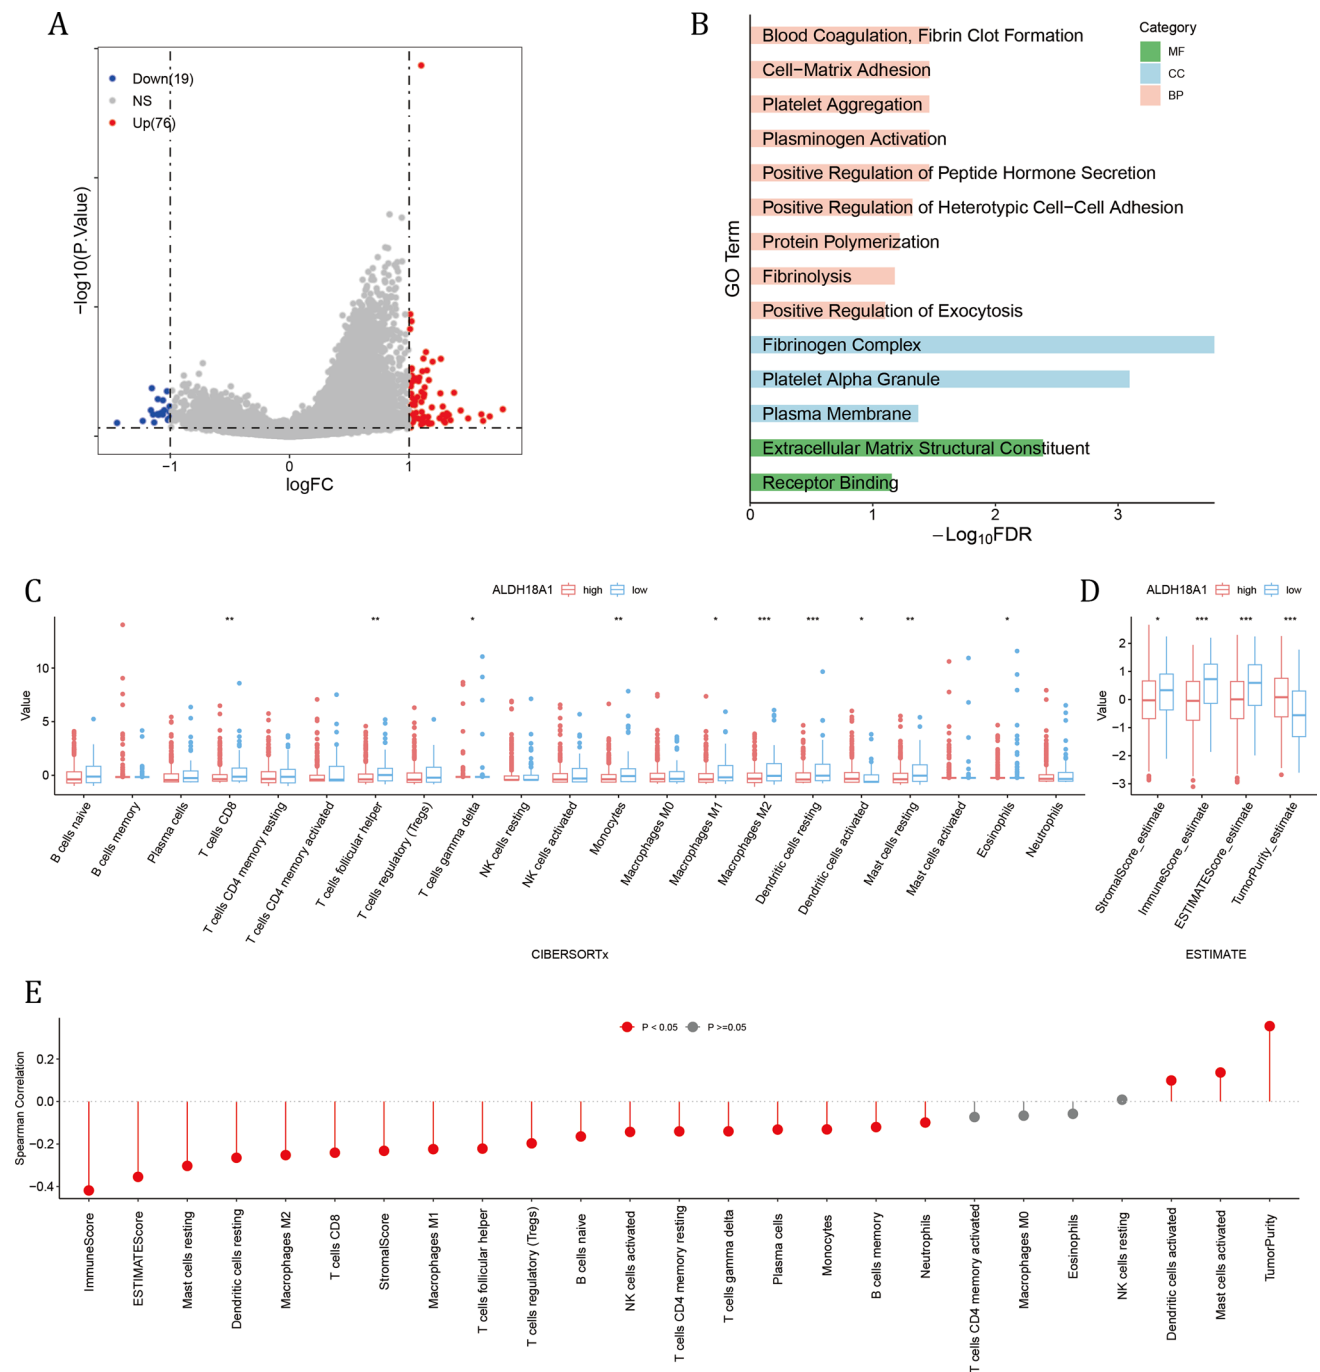 A
Down(19)
NS
Up(76)
−log10(P.Value)
−1
0
1
logFC
B
Category
MF
CC
BP
GO Term
Blood Coagulation, Fibrin Clot Formation
Cell−Matrix Adhesion
Platelet Aggregation
Plasminogen Activation
Positive Regulation of Peptide Hormone Secretion
Positive Regulation of Heterotypic Cell−Cell Adhesion
Protein Polymerization
Fibrinolysis
Positive Regulation of Exocytosis
Fibrinogen Complex
Platelet Alpha Granule
Plasma Membrane
Extracellular Matrix Structural Constituent
Receptor Binding
0
1
2
3
−Log10FDR
C
ALDH18A1 high low
** ** * ** * *** *** * ** *
Value
10
5
0
B cells naive
B cells memory
Plasma cells
T cells CD8
T cells CD4 memory resting
T cells CD4 memory activated
T cells follicular helper
T cells regulatory (Tregs)
T cells gamma delta
NK cells resting
NK cells activated
Monocytes
Macrophages M0
Macrophages M1
Macrophages M2
Dendritic cells resting
Dendritic cells activated
Mast cells resting
Mast cells activated
Eosinophils
Neutrophils
CIBERSORTx
D
ALDH18A1 high low
* *** *** ***
Value
2
1
0
−1
−2
−3
StromalScore_estimate
ImmuneScore_estimate
ESTIMATEScore_estimate
TumorPurity_estimate
ESTIMATE
E
P < 0.05 P >=0.05
Spearman Correlation
0.2
0.0
−0.2
−0.4
ImmuneScore
ESTIMATEScore
Mast cells resting
Dendritic cells resting
Macrophages M2
T cells CD8
StromalScore
Macrophages M1
T cells follicular helper
T cells regulatory (Tregs)
B cells naive
NK cells activated
T cells CD4 memory resting
T cells gamma delta
Plasma cells
Monocytes
B cells memory
Neutrophils
T cells CD4 memory activated
Macrophages M0
Eosinophils
NK cells resting
Dendritic cells activated
Mast cells activated
TumorPurity